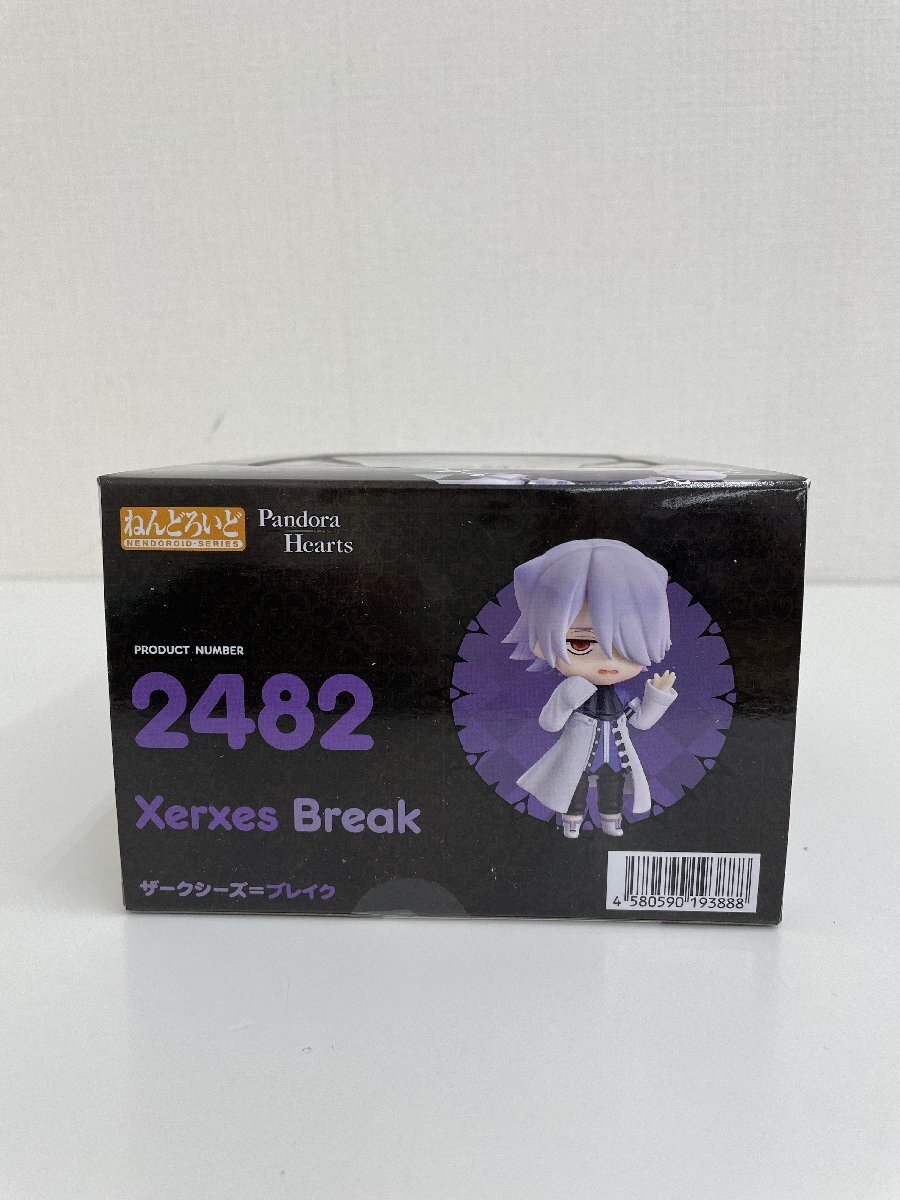 ねんどろいど
NENDOROID-SERIES
Pandora
Hearts
PRODUCT NUMBER
2482
Xerxes Break
ザークシーズ=ブレイク
4 580590 193888